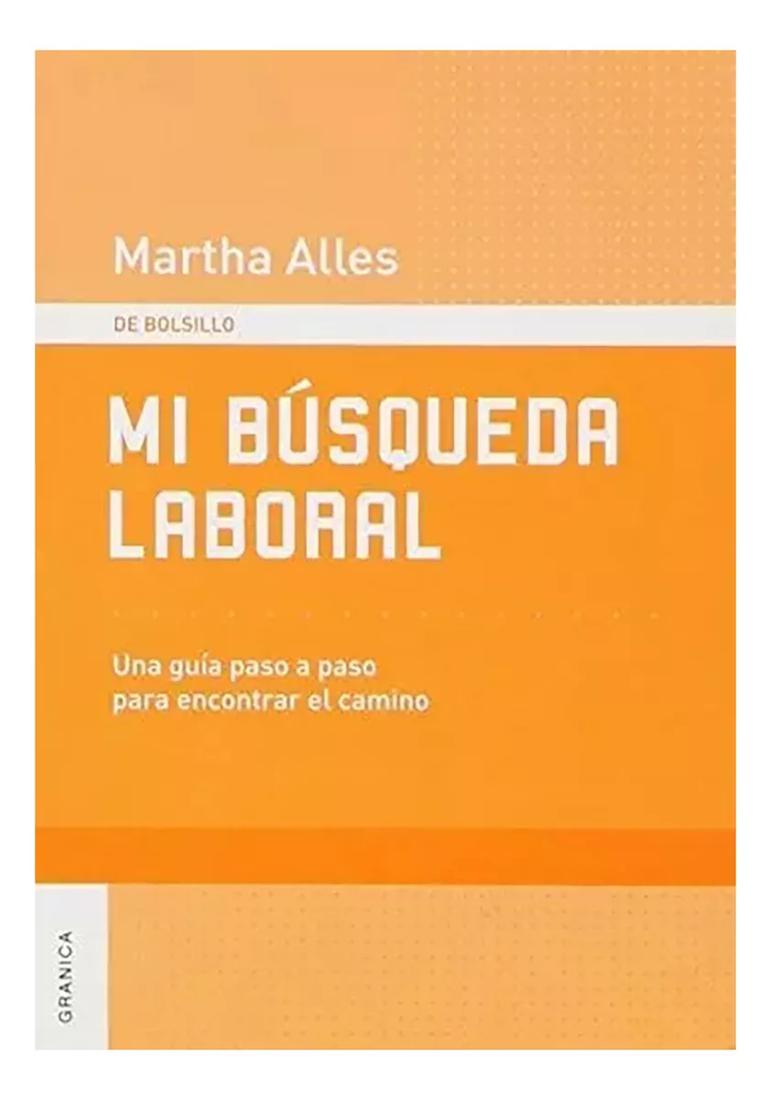 Martha Alles
DE BOLSILLO
MI BÚSQUEDA
LABORAL
Una guía paso a paso
para encontrar el camino
GRANICA